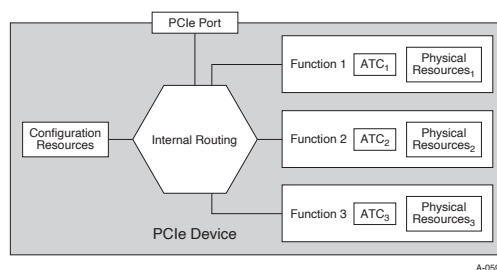 PCIe Port
Function 1
ATC1
Physical
Resources1
Configuration
Resources
Internal Routing
Function 2
ATC2
Physical
Resources2
Function 3
ATC3
Physical
Resources3
PCIe Device